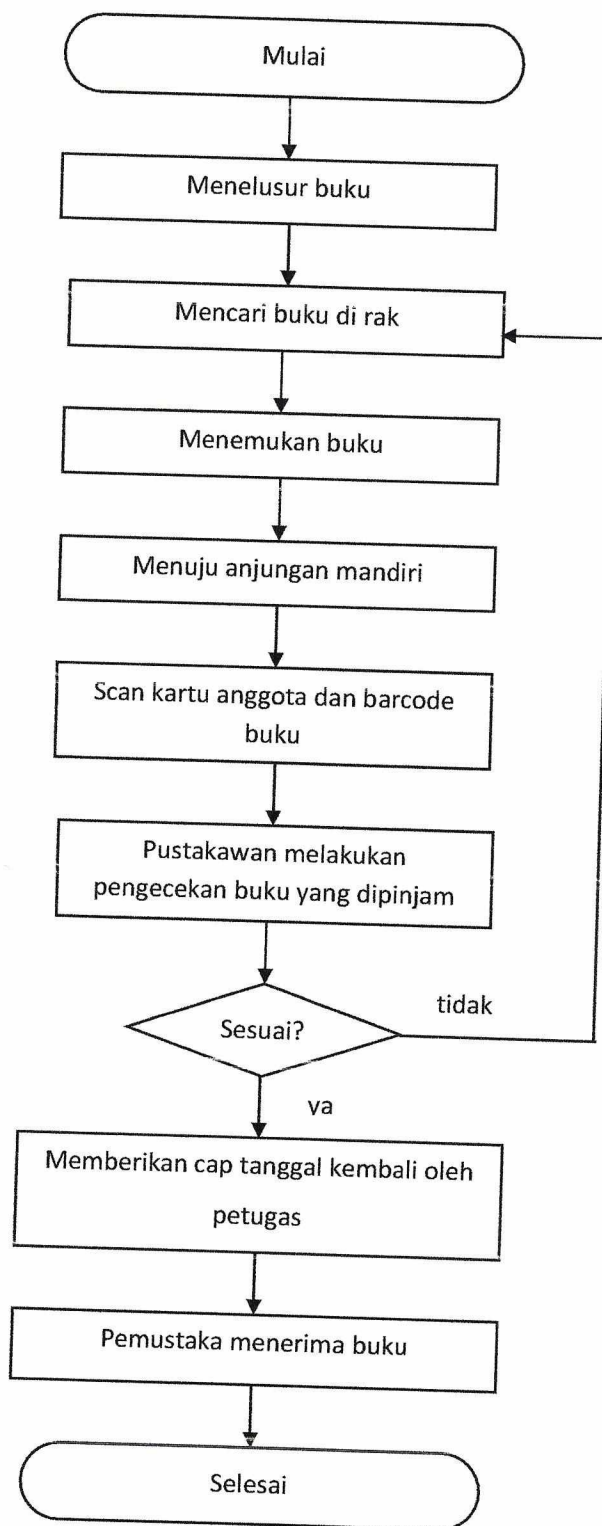 Mulai
Menelusur buku
Mencari buku di rak
Menemukan buku
Menuju anjungan mandiri
Scan kartu anggota dan barcode
buku
Pustakawan melakukan
pengecekan buku yang dipinjam
Sesuai?
tidak
ya
Memberikan cap tanggal kembali oleh
petugas
Pemustaka menerima buku
Selesai